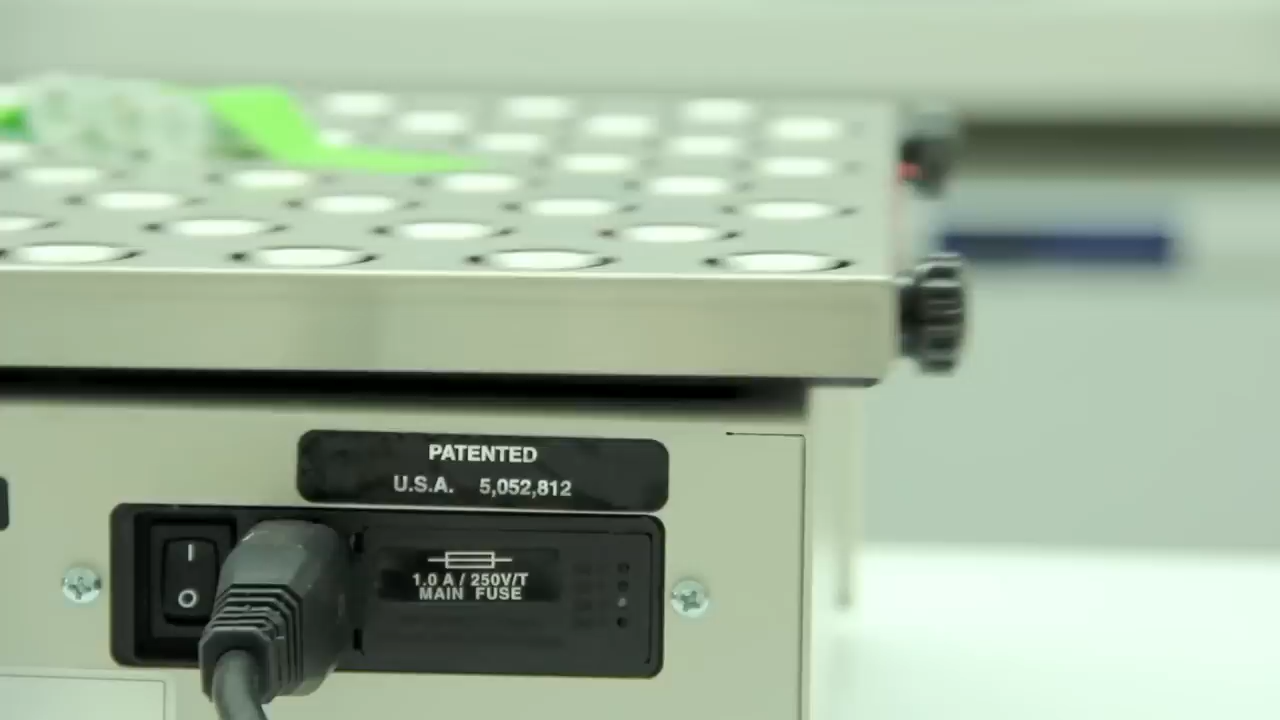 PATENTED
U.S.A. 5,052,812
1.0 A / 250V/T
MAIN FUSE